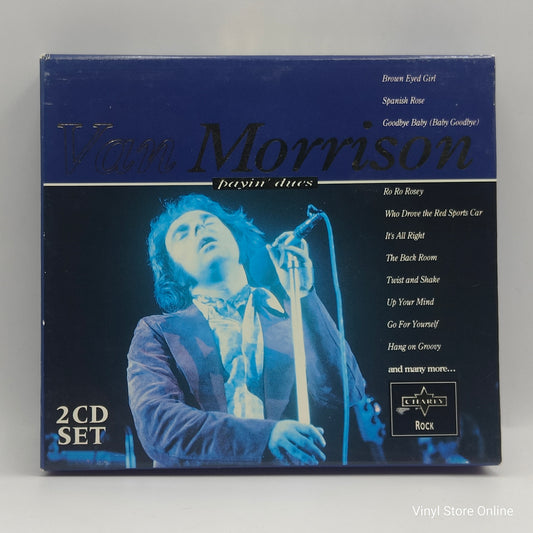 Brown Eyed Girl
Spanish Rose
Goodbye Baby (Baby Goodbye)
Van Morrison
payin' dues
Ro Ro Rosey
Who Drove the Red Sports Car
It's All Right
The Back Room
Twist and Shake
Up Your Mind
Go For Yourself
Hang on Groovy
and many more...
2CD
SET
CHARLY
ROCK
Vinyl Store Online